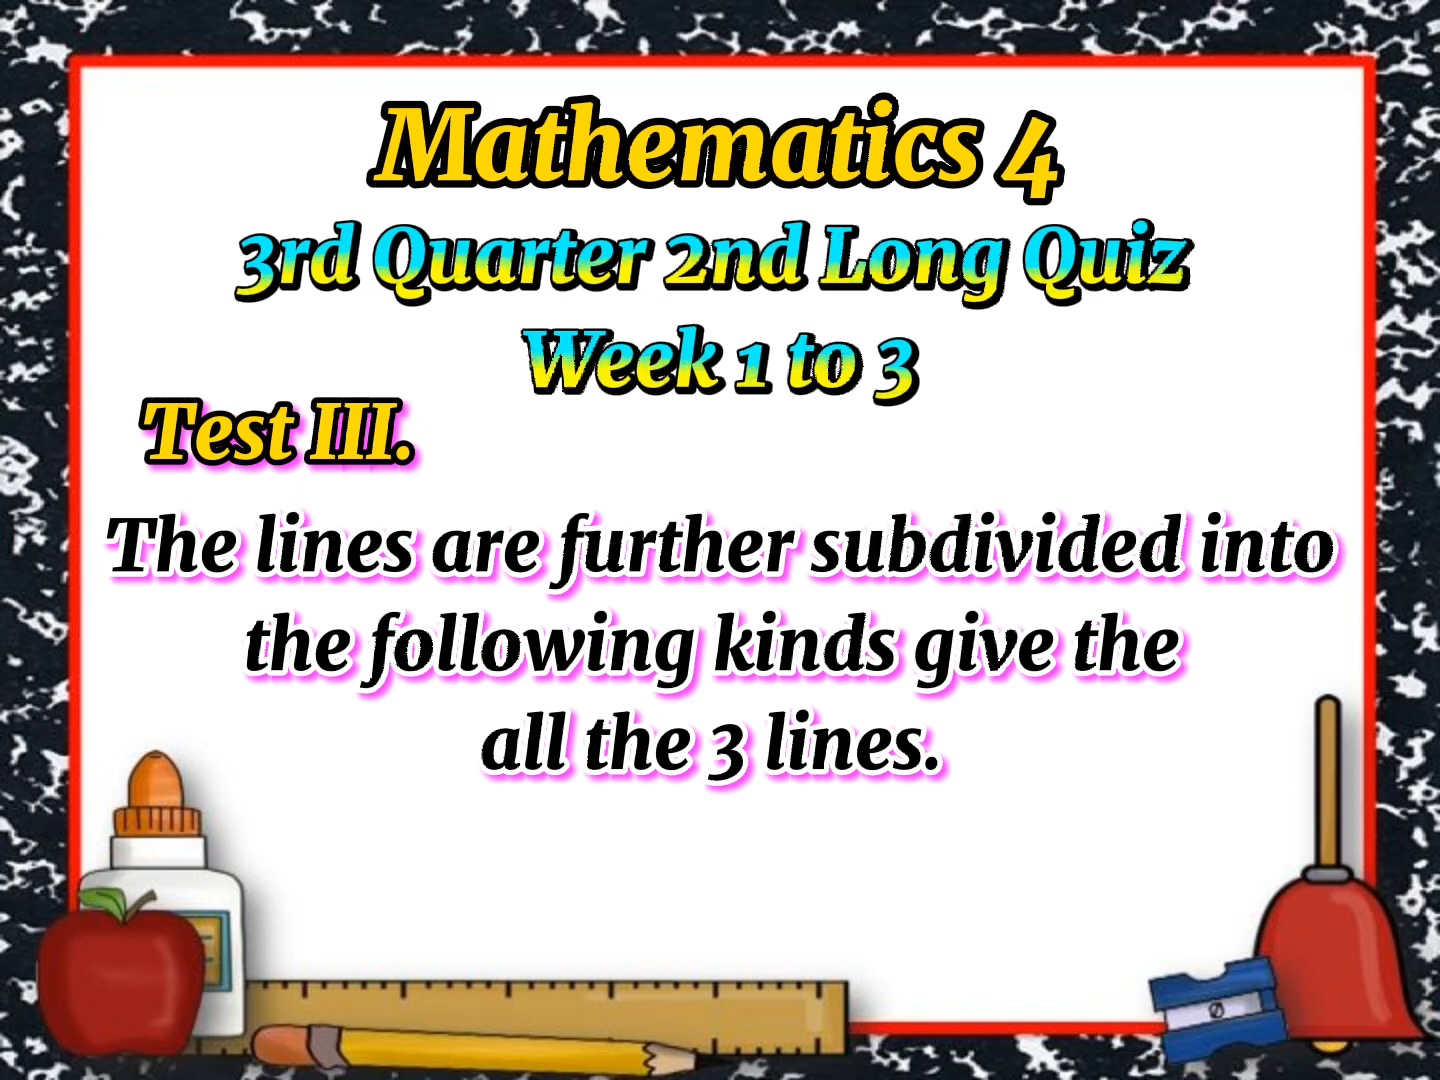 Mathematics 4
3rd Quarter 2nd Long Quiz
Week 1 to 3
Test III.
The lines are further subdivided into
the following kinds give the
all the 3 lines.